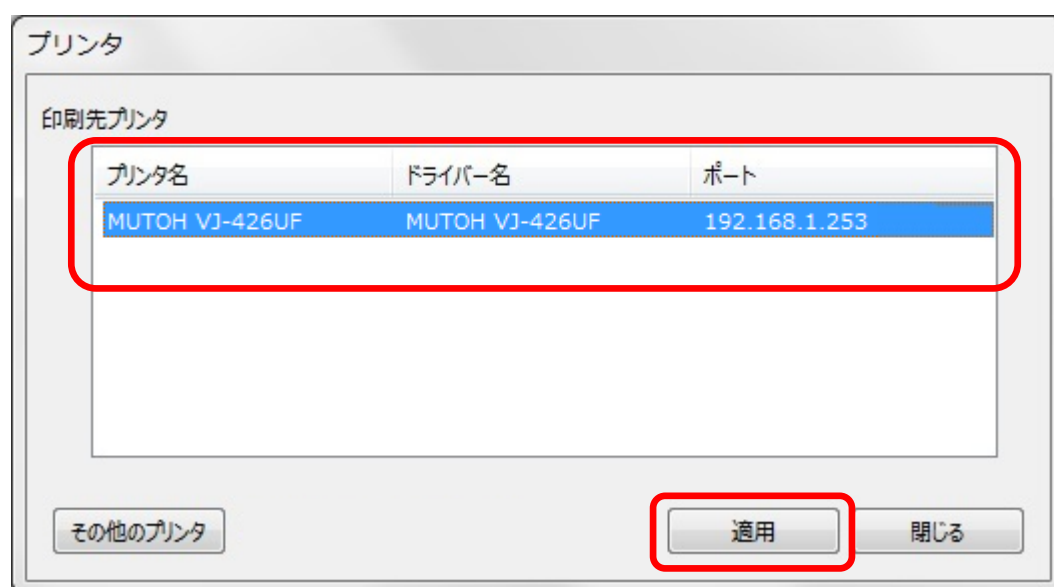 プリンタ
印刷先プリンタ
プリンタ名 ドライバー名 ポート
MUTOH VJ-426UF MUTOH VJ-426UF 192.168.1.253
その他のプリンタ 適用 閉じる